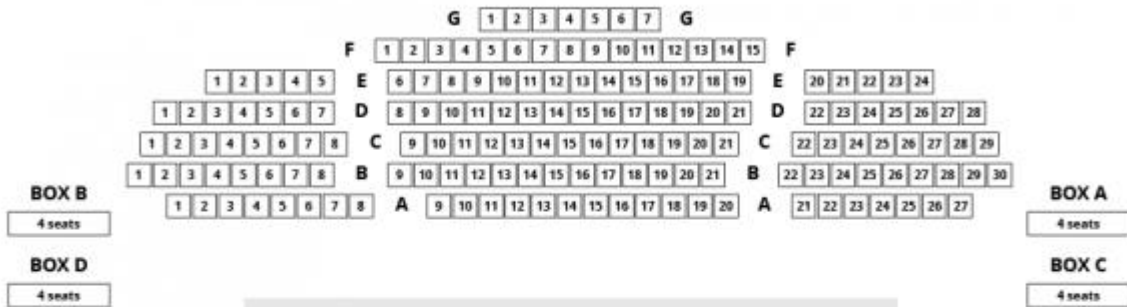 G 1 2 3 4 5 6 7 G
F 1 2 3 4 5 6 7 8 9 10 11 12 13 14 15 F
1 2 3 4 5 E 6 7 8 9 10 11 12 13 14 15 16 17 18 19 E 20 21 22 23 24
1 2 3 4 5 6 7 D 8 9 10 11 12 13 14 15 16 17 18 19 20 21 D 22 23 24 25 26 27 28
1 2 3 4 5 6 7 8 C 9 10 11 12 13 14 15 16 17 18 19 20 21 C 22 23 24 25 26 27 28 29
1 2 3 4 5 6 7 8 B 9 10 11 12 13 14 15 16 17 18 19 20 21 B 22 23 24 25 26 27 28 29 30
1 2 3 4 5 6 7 8 A 9 10 11 12 13 14 15 16 17 18 19 20 A 21 22 23 24 25 26 27
BOX B
4 seats
BOX D
4 seats
BOX A
4 seats
BOX C
4 seats